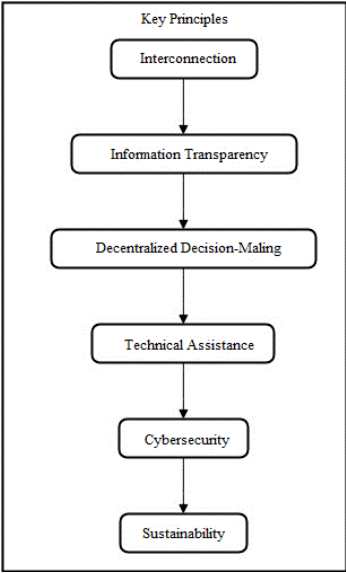 Key Principles
Interconnection
Information Transparency
Decentralized Decision-Maling
Technical Assistance
Cybersecurity
Sustainability